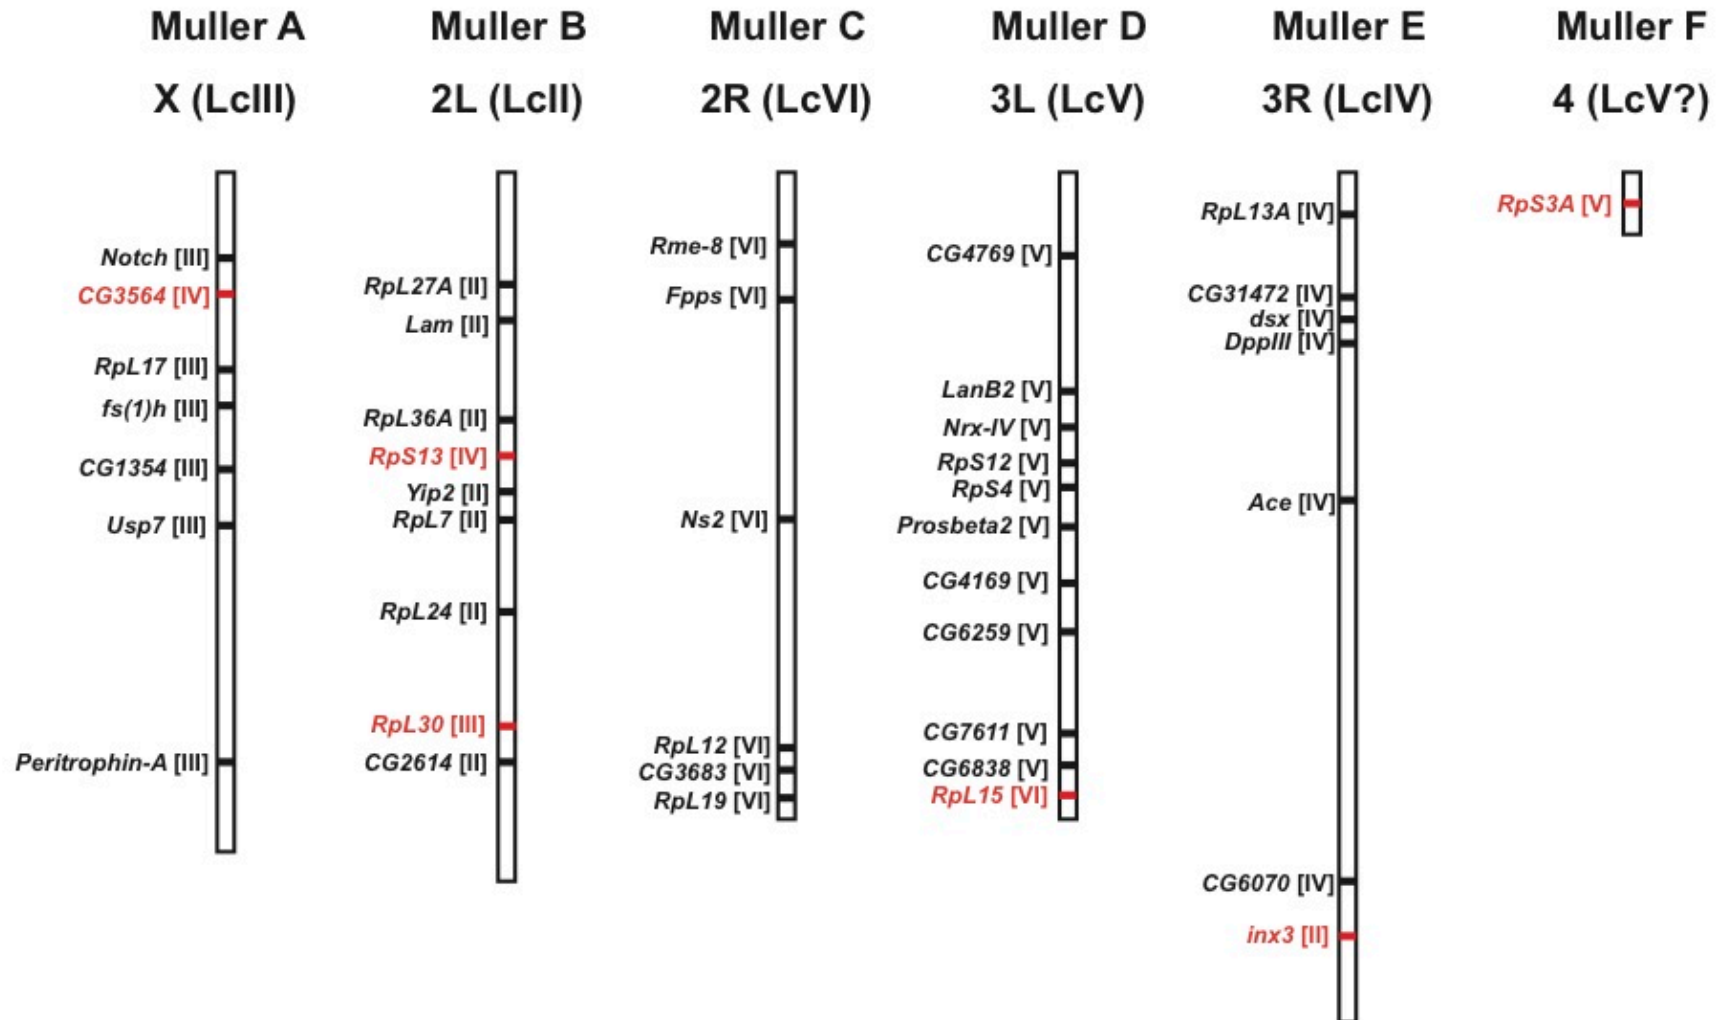 Muller A
Muller B
Muller C
Muller D
Muller E
Muller F
X (LcIII)
2L (LcII)
2R (LcVI)
3L (LcV)
3R (LcIV)
4 (LcV?)
Notch [III]
CG3564 [IV]
RpL17 [III]
fs(1)h [III]
CG1354 [III]
Usp7 [III]
Peritrophin-A [III]
RpL27A [II]
Lam [II]
RpL36A [II]
RpS13 [IV]
Yip2 [II]
RpL7 [II]
RpL24 [II]
RpL30 [III]
CG2614 [II]
Rme-8 [VI]
Fpps [VI]
Ns2 [VI]
RpL12 [VI]
CG3683 [VI]
RpL19 [VI]
CG4769 [V]
LanB2 [V]
Nrx-IV [V]
RpS12 [V]
RpS4 [V]
Prosbeta2 [V]
CG4169 [V]
CG6259 [V]
CG7611 [V]
CG6838 [V]
RpL15 [VI]
RpL13A [IV]
CG31472 [IV]
dsx [IV]
DppIII [IV]
Ace [IV]
CG6070 [IV]
inx3 [II]
RpS3A [V]